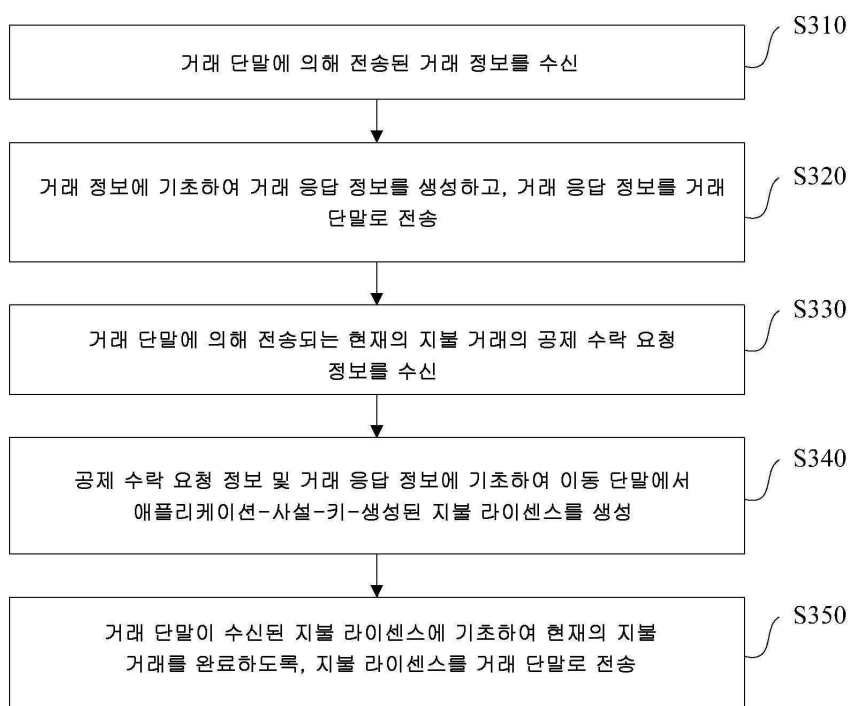 S310
거래 단말에 의해 전송된 거래 정보를 수신
S320
거래 정보에 기초하여 거래 응답 정보를 생성하고, 거래 응답 정보를 거래
단말로 전송
S330
거래 단말에 의해 전송되는 현재의 지불 거래의 공제 수락 요청
정보를 수신
S340
공제 수락 요청 정보 및 거래 응답 정보에 기초하여 이동 단말에서
애플리케이션-사설-키-생성된 지불 라이센스를 생성
S350
거래 단말이 수신된 지불 라이센스에 기초하여 현재의 지불
거래를 완료하도록, 지불 라이센스를 거래 단말로 전송